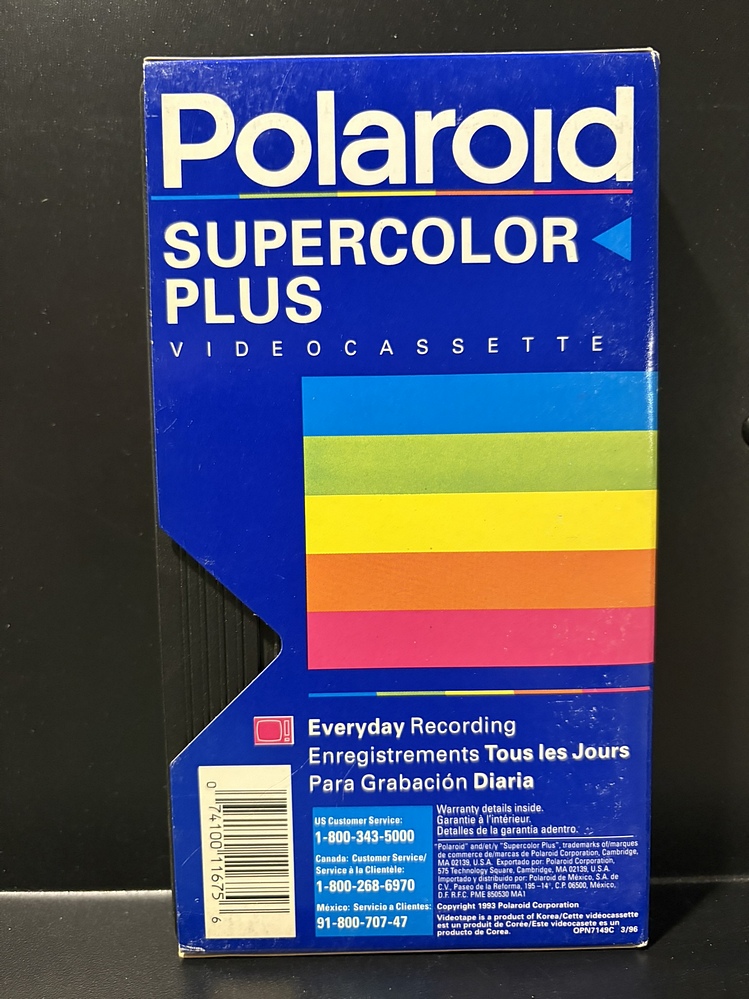 Polaroid
SUPERCOLOR
PLUS
VIDEOCASSETTE
Everyday Recording
Enregistrements Tous les Jours
Para Grabación Diaria
0 74100 11675 6
US Customer Service:
1-800-343-5000
Canada: Customer Service/
Service à la Clientèle:
1-800-268-6970
México: Servicio a Clientes:
91-800-707-47
Warranty details inside.
Garantie à l'intérieur.
Detalles de la garantía adentro.
"Polaroid" and/et/y "Supercolor Plus", trademarks of/marques
de commerce de/marcas de Polaroid Corporation, Cambridge,
MA 02139, U.S.A. Exportado por: Polaroid Corporation,
575 Technology Square, Cambridge, MA 02139, U.S.A.
Importado y distribuido por: Polaroid de México, S.A. de
C.V., Paseo de la Reforma, 195-14°, C.P. 06500, México,
D.F. R.F.C. PME 850530 MA1
Copyright 1993 Polaroid Corporation
Videotape is a product of Korea/Cette vidéocassette
est un produit de Corée/Este videocasete es un
producto de Corea. OPN7149C 3/96